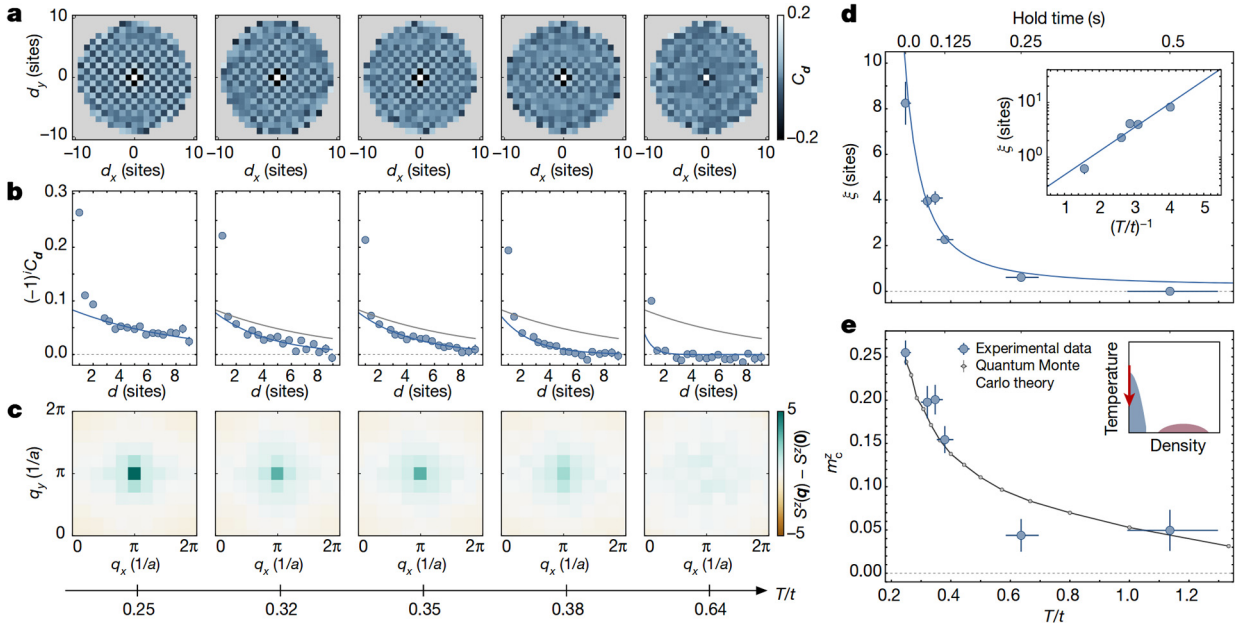 a
d_y (sites)
10
0
−10
−10 0 10
−10 0 10
−10 0 10
−10 0 10
−10 0 10
d_x (sites)
d_x (sites)
d_x (sites)
d_x (sites)
d_x (sites)
0.2
C_d
−0.2
b
(−1)^i C_d
0.3
0.2
0.1
0.0
2 4 6 8
2 4 6 8
2 4 6 8
2 4 6 8
2 4 6 8
d (sites)
d (sites)
d (sites)
d (sites)
d (sites)
c
q_y (1/a)
2π
π
0
0 π 2π
0 π 2π
0 π 2π
0 π 2π
0 π 2π
q_x (1/a)
q_x (1/a)
q_x (1/a)
q_x (1/a)
q_x (1/a)
5
S^z(q) − S^z(0)
−5
0.25 0.32 0.35 0.38 0.64
T/t
d
Hold time (s)
0.0 0.125 0.25 0.5
ξ (sites)
10
8
6
4
2
0
ξ (sites)
10^1
10^0
1 2 3 4 5
(T/t)^−1
e
m_c^z
0.25
0.20
0.15
0.10
0.05
0.00
Experimental data
Quantum Monte
Carlo theory
Temperature
Density
0.2 0.4 0.6 0.8 1.0 1.2
T/t